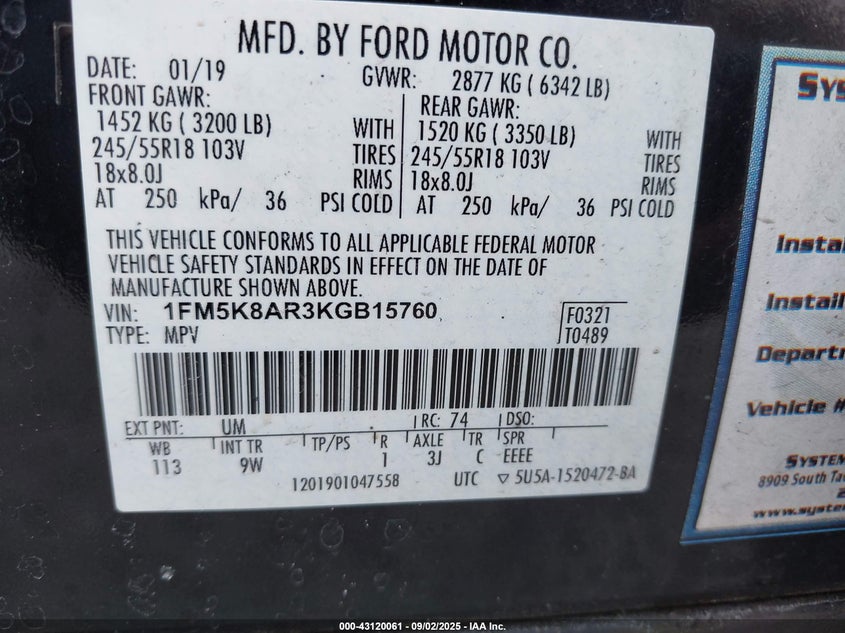 MFD. BY FORD MOTOR CO.
DATE: 01/19 GVWR: 2877 KG ( 6342 LB)
FRONT GAWR: REAR GAWR:
1452 KG ( 3200 LB) WITH 1520 KG ( 3350 LB) WITH
245/55R18 103V TIRES 245/55R18 103V TIRES
18x8.0J RIMS 18x8.0J RIMS
AT 250 kPa/ 36 PSI COLD AT 250 kPa/ 36 PSI COLD
THIS VEHICLE CONFORMS TO ALL APPLICABLE FEDERAL MOTOR
VEHICLE SAFETY STANDARDS IN EFFECT ON THE DATE OF
MANUFACTURE SHOWN ABOVE.
VIN: 1FM5K8AR3KGB15760 F0321
TYPE: MPV T0489
EXT PNT: UM RC: 74 DSO:
WB INT TR TP/PS R AXLE TR SPR
113 9W 1 3J C EEEE
1201901047558 UTC ▽ 5U5A-1520472-BA
Instal
Install
Departm
Vehicle #
SYSTEM
8909 South Ta
2
www.system
000-43120061 - 09/02/2025 - IAA Inc.